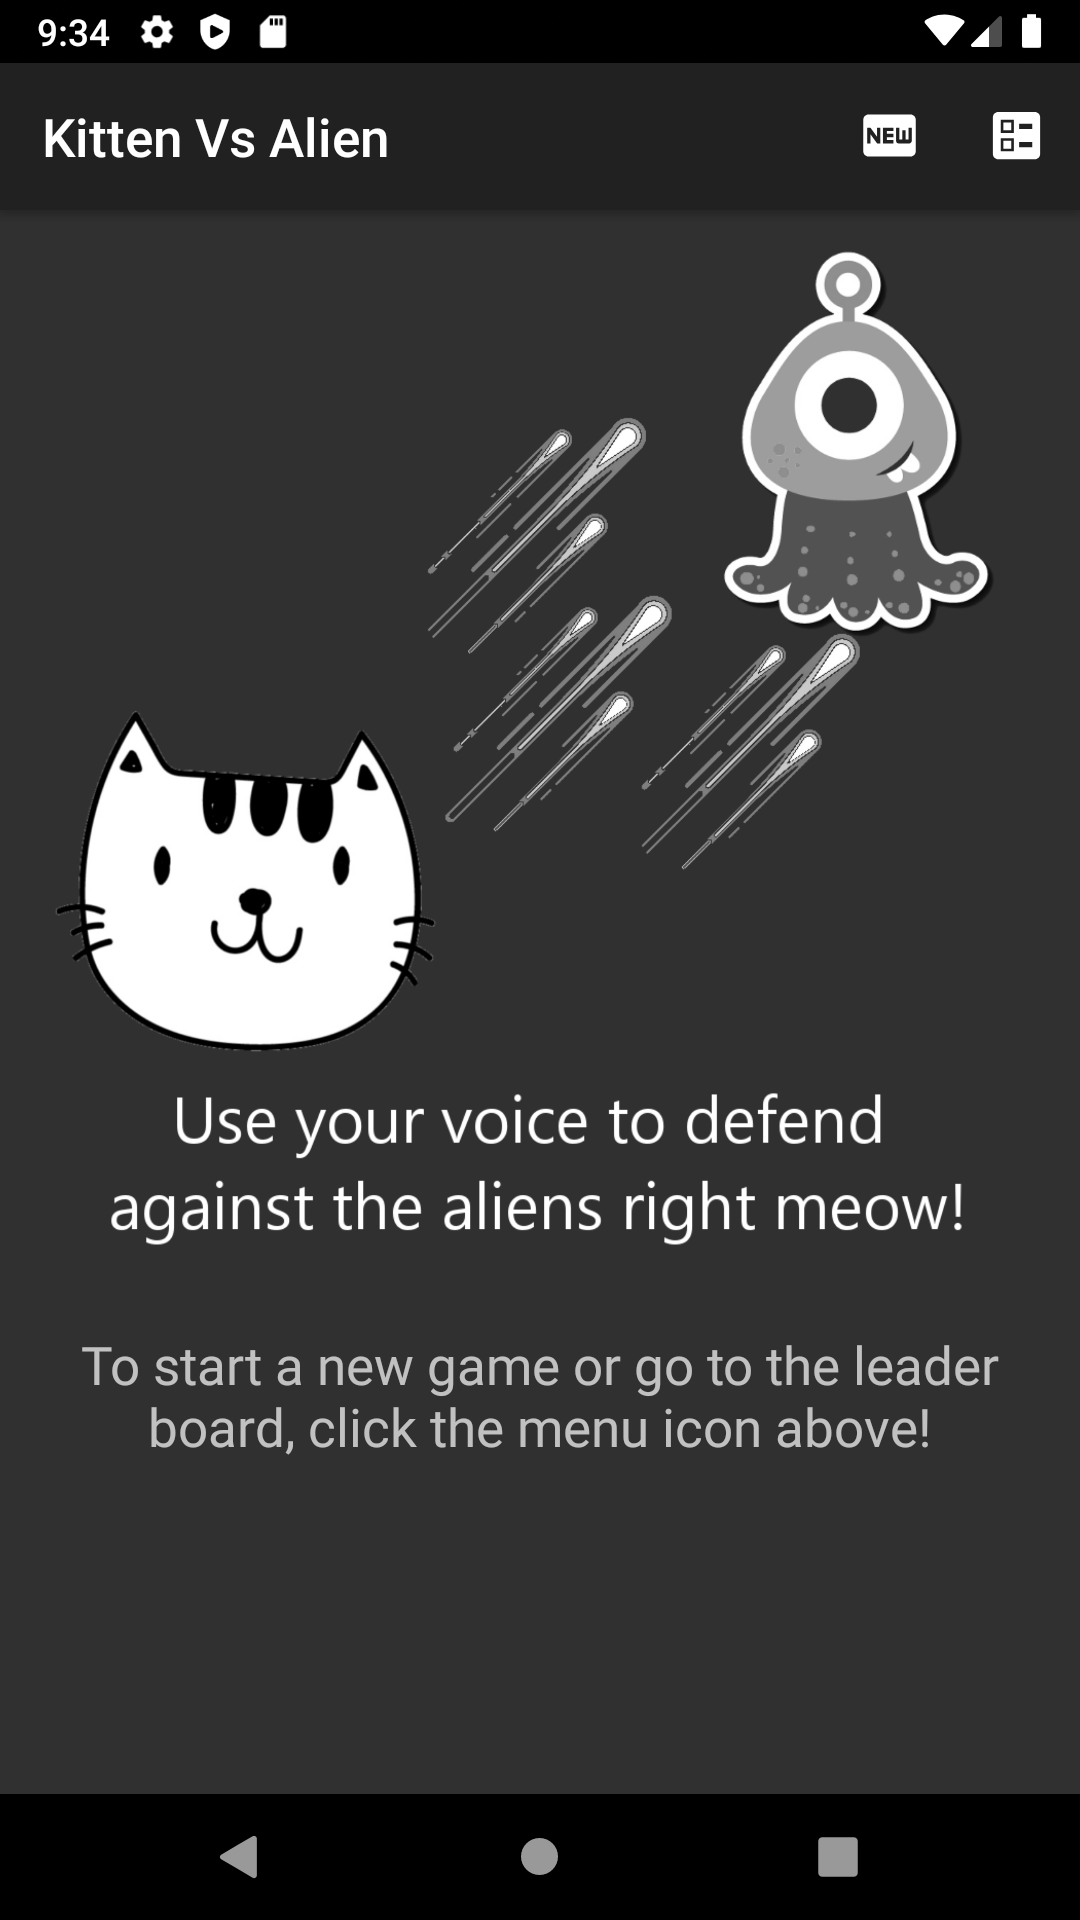 9:34
Kitten Vs Alien
NEW
Use your voice to defend
against the aliens right meow!
To start a new game or go to the leader
board, click the menu icon above!